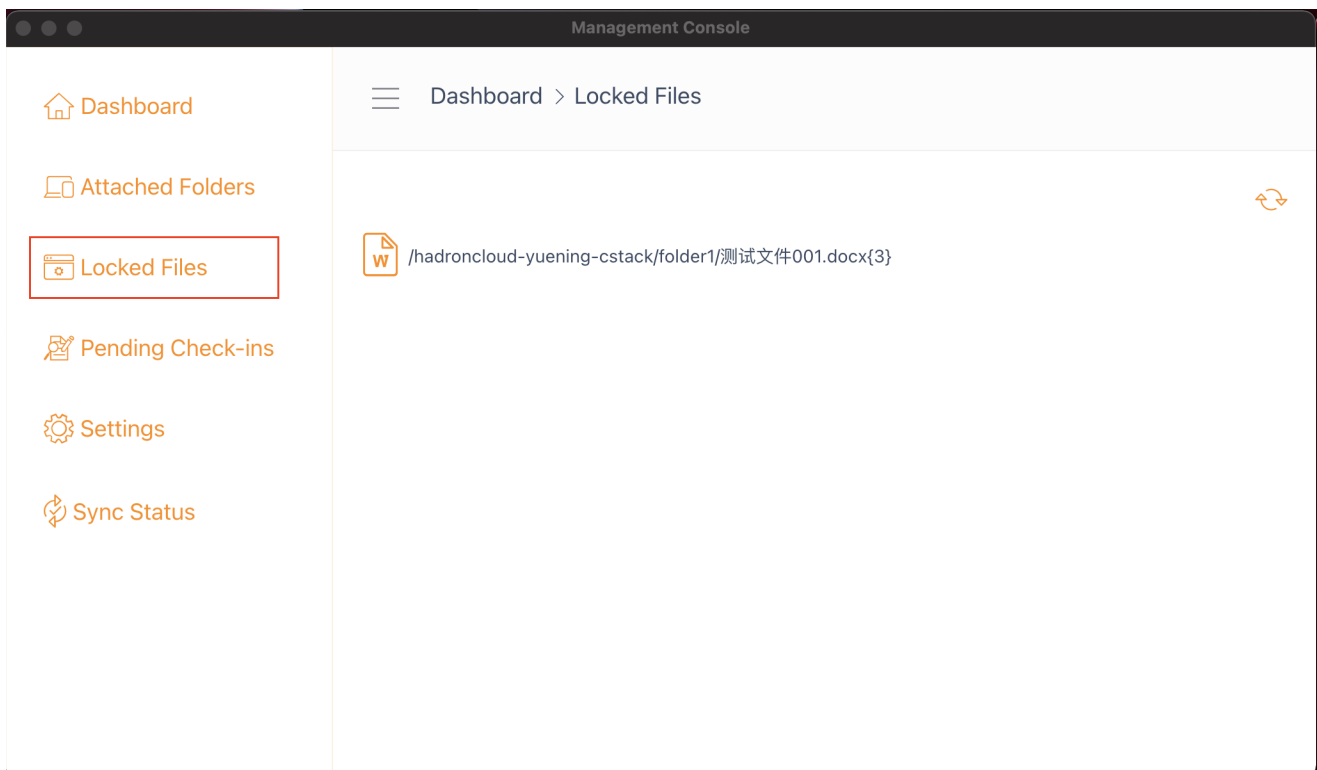 Management Console
Dashboard
Attached Folders
Locked Files
Pending Check-ins
Settings
Sync Status
Dashboard > Locked Files
W
/hadroncloud-yuening-cstack/folder1/测试文件001.docx{3}